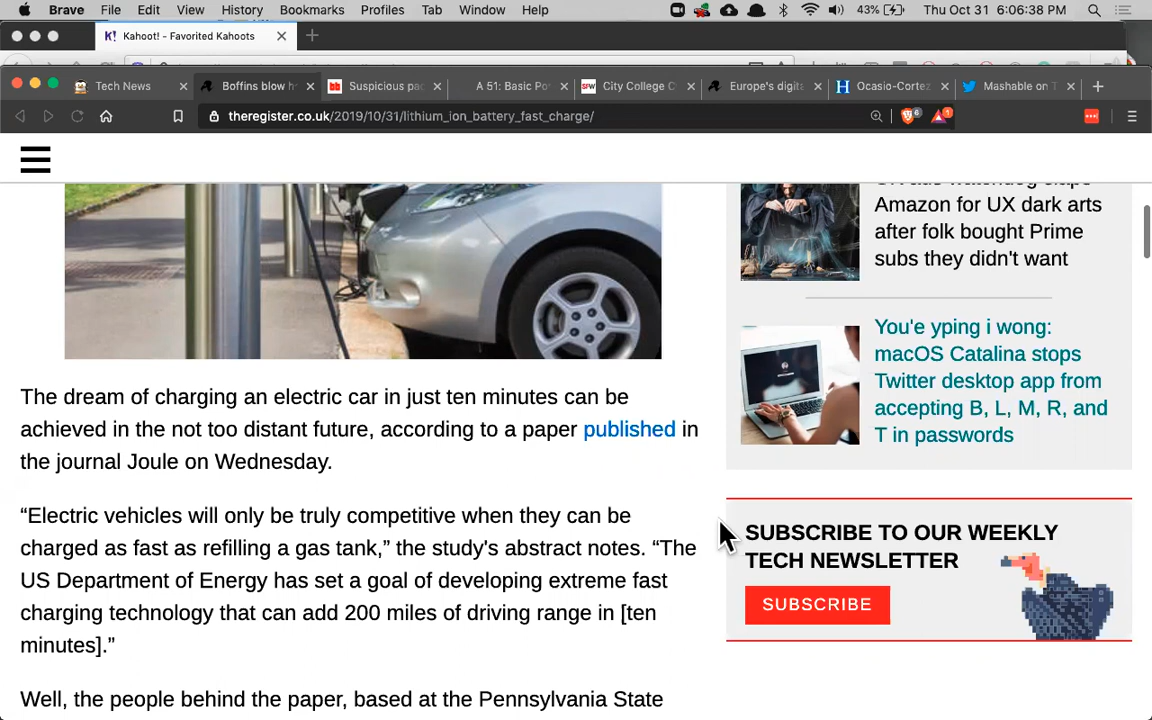 Brave File Edit View History Bookmarks Profiles Tab Window Help 43% Thu Oct 31 6:06:38 PM
K! Kahoot! - Favorited Kahoots
Tech News Boffins blow h Suspicious pac A 51: Basic Po SFW City College C Europe's digita H Ocasio-Cortez Mashable on T
theregister.co.uk/2019/10/31/lithium_ion_battery_fast_charge/ 6 1
Amazon for UX dark arts
after folk bought Prime
subs they didn't want
You'e yping i wong:
macOS Catalina stops
Twitter desktop app from
accepting B, L, M, R, and
T in passwords
The dream of charging an electric car in just ten minutes can be
achieved in the not too distant future, according to a paper published in
the journal Joule on Wednesday.
“Electric vehicles will only be truly competitive when they can be
charged as fast as refilling a gas tank,” the study's abstract notes. “The
US Department of Energy has set a goal of developing extreme fast
charging technology that can add 200 miles of driving range in [ten
minutes].”
Well, the people behind the paper, based at the Pennsylvania State
SUBSCRIBE TO OUR WEEKLY
TECH NEWSLETTER
SUBSCRIBE